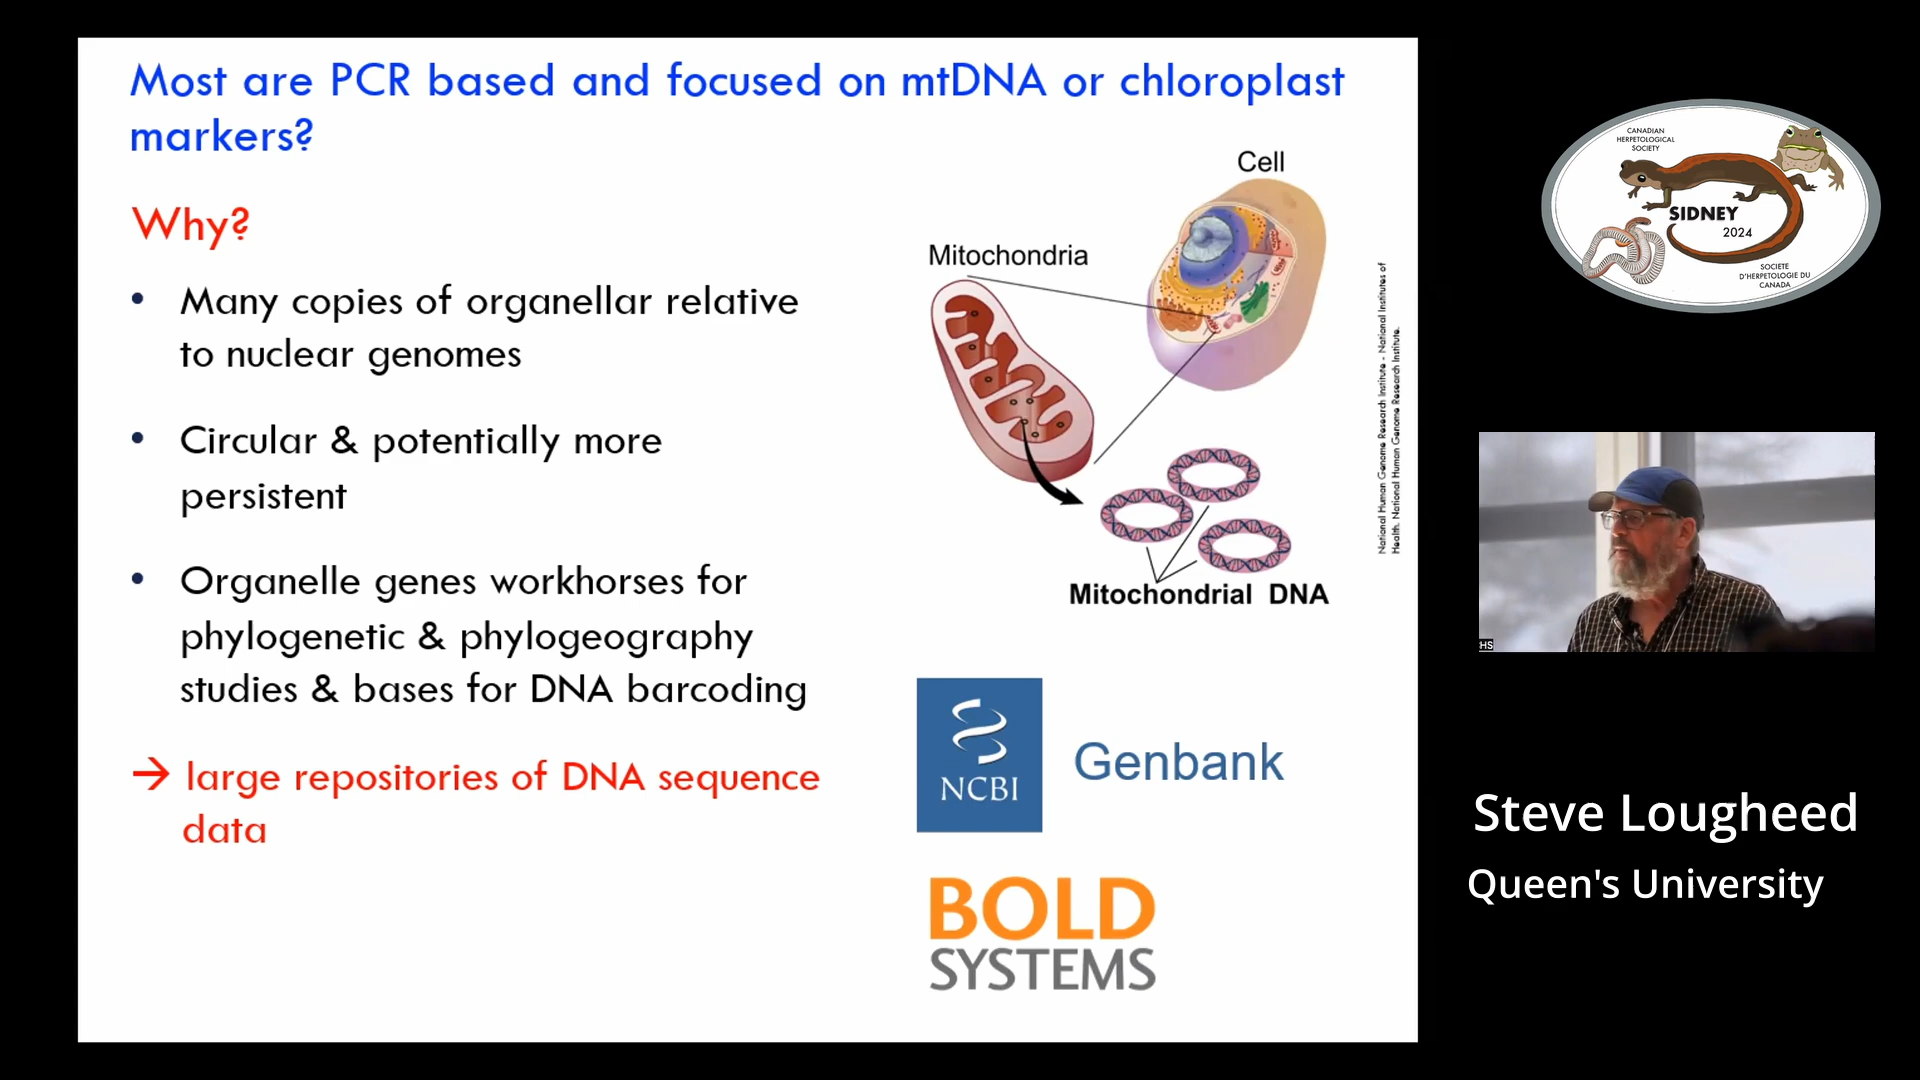 Most are PCR based and focused on mtDNA or chloroplast
markers?
Why?
• Many copies of organellar relative
to nuclear genomes
• Circular & potentially more
persistent
• Organelle genes workhorses for
phylogenetic & phylogeography
studies & bases for DNA barcoding
→ large repositories of DNA sequence
data
Cell
Mitochondria
Mitochondrial DNA
National Human Genome Research Institute - National Institutes of
Health. National Human Genome Research Institute.
NCBI
Genbank
BOLD
SYSTEMS
CANADIAN
HERPETOLOGICAL
SOCIETY
SIDNEY
2024
SOCIETE
D'HERPETOLOGIE DU
CANADA
HS
Steve Lougheed
Queen's University